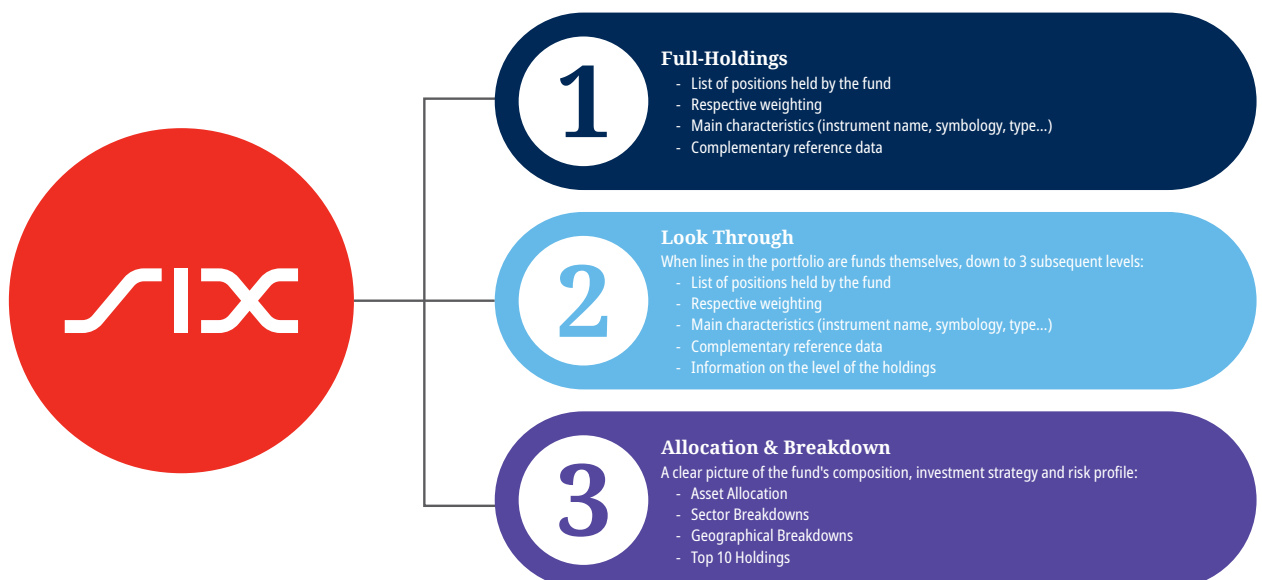 SIX
1
Full-Holdings
- List of positions held by the fund
- Respective weighting
- Main characteristics (instrument name, symbology, type...)
- Complementary reference data
2
Look Through
When lines in the portfolio are funds themselves, down to 3 subsequent levels:
- List of positions held by the fund
- Respective weighting
- Main characteristics (instrument name, symbology, type...)
- Complementary reference data
- Information on the level of the holdings
3
Allocation & Breakdown
A clear picture of the fund's composition, investment strategy and risk profile:
- Asset Allocation
- Sector Breakdowns
- Geographical Breakdowns
- Top 10 Holdings